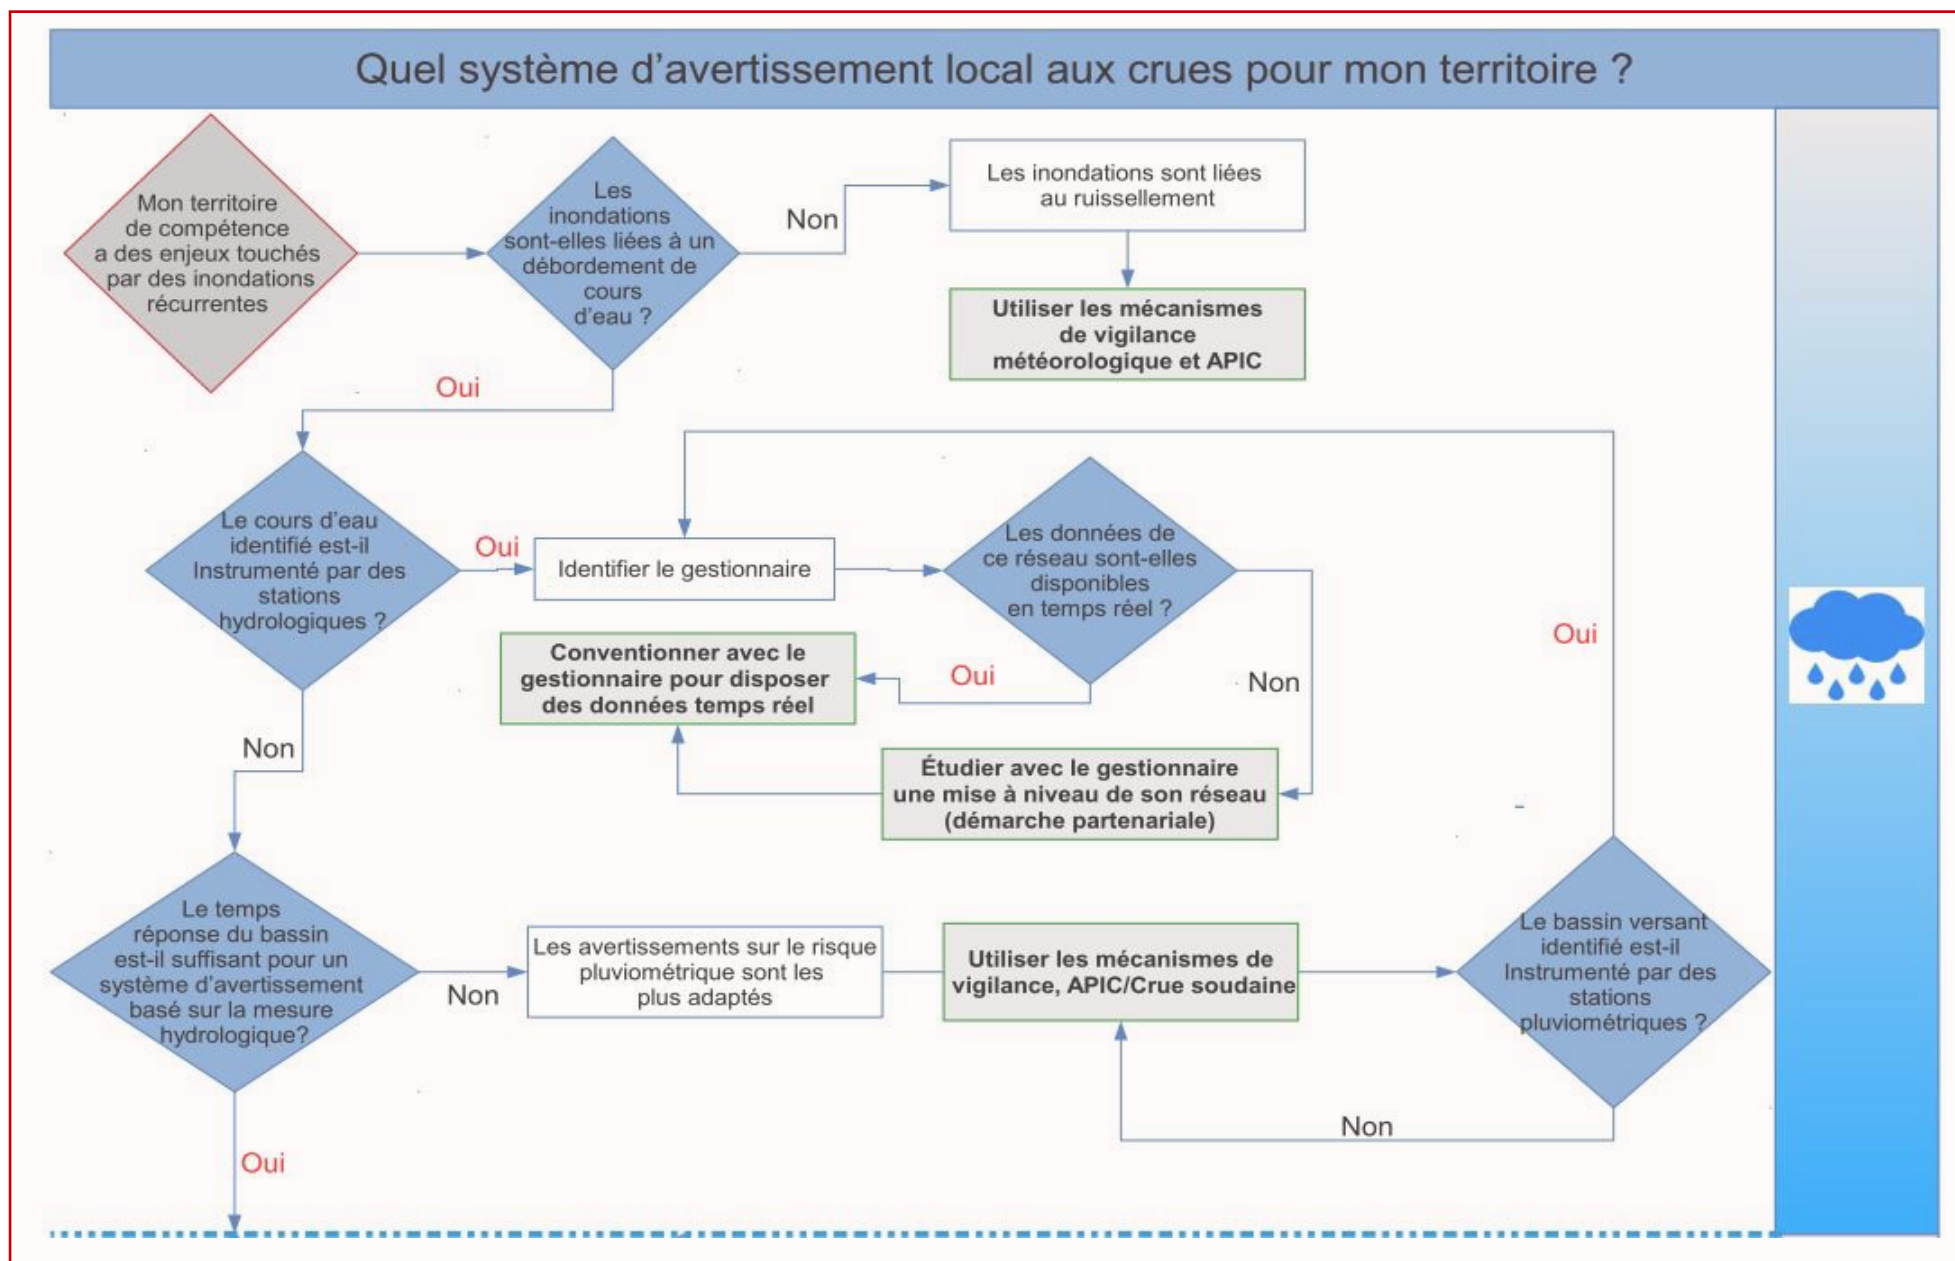 Quel système d'avertissement local aux crues pour mon territoire ?
Mon territoire
de compétence
a des enjeux touchés
par des inondations
récurrentes
Les
inondations
sont-elles liées à un
débordement de
cours
d'eau ?
Non
Les inondations sont liées
au ruissellement
Utiliser les mécanismes
de vigilance
météorologique et APIC
Oui
Le cours d'eau
identifié est-il
Instrumenté par des
stations
hydrologiques ?
Oui
Identifier le gestionnaire
Les données de
ce réseau sont-elles
disponibles
en temps réel ?
Oui
Conventionner avec le
gestionnaire pour disposer
des données temps réel
Non
Étudier avec le gestionnaire
une mise à niveau de son réseau
(démarche partenariale)
Oui
Non
Le temps
réponse du bassin
est-il suffisant pour un
système d'avertissement
basé sur la mesure
hydrologique?
Non
Les avertissements sur le risque
pluviométrique sont les
plus adaptés
Utiliser les mécanismes de
vigilance, APIC/Crue soudaine
Le bassin versant
identifié est-il
Instrumenté par des
stations
pluviométriques ?
Non
Oui